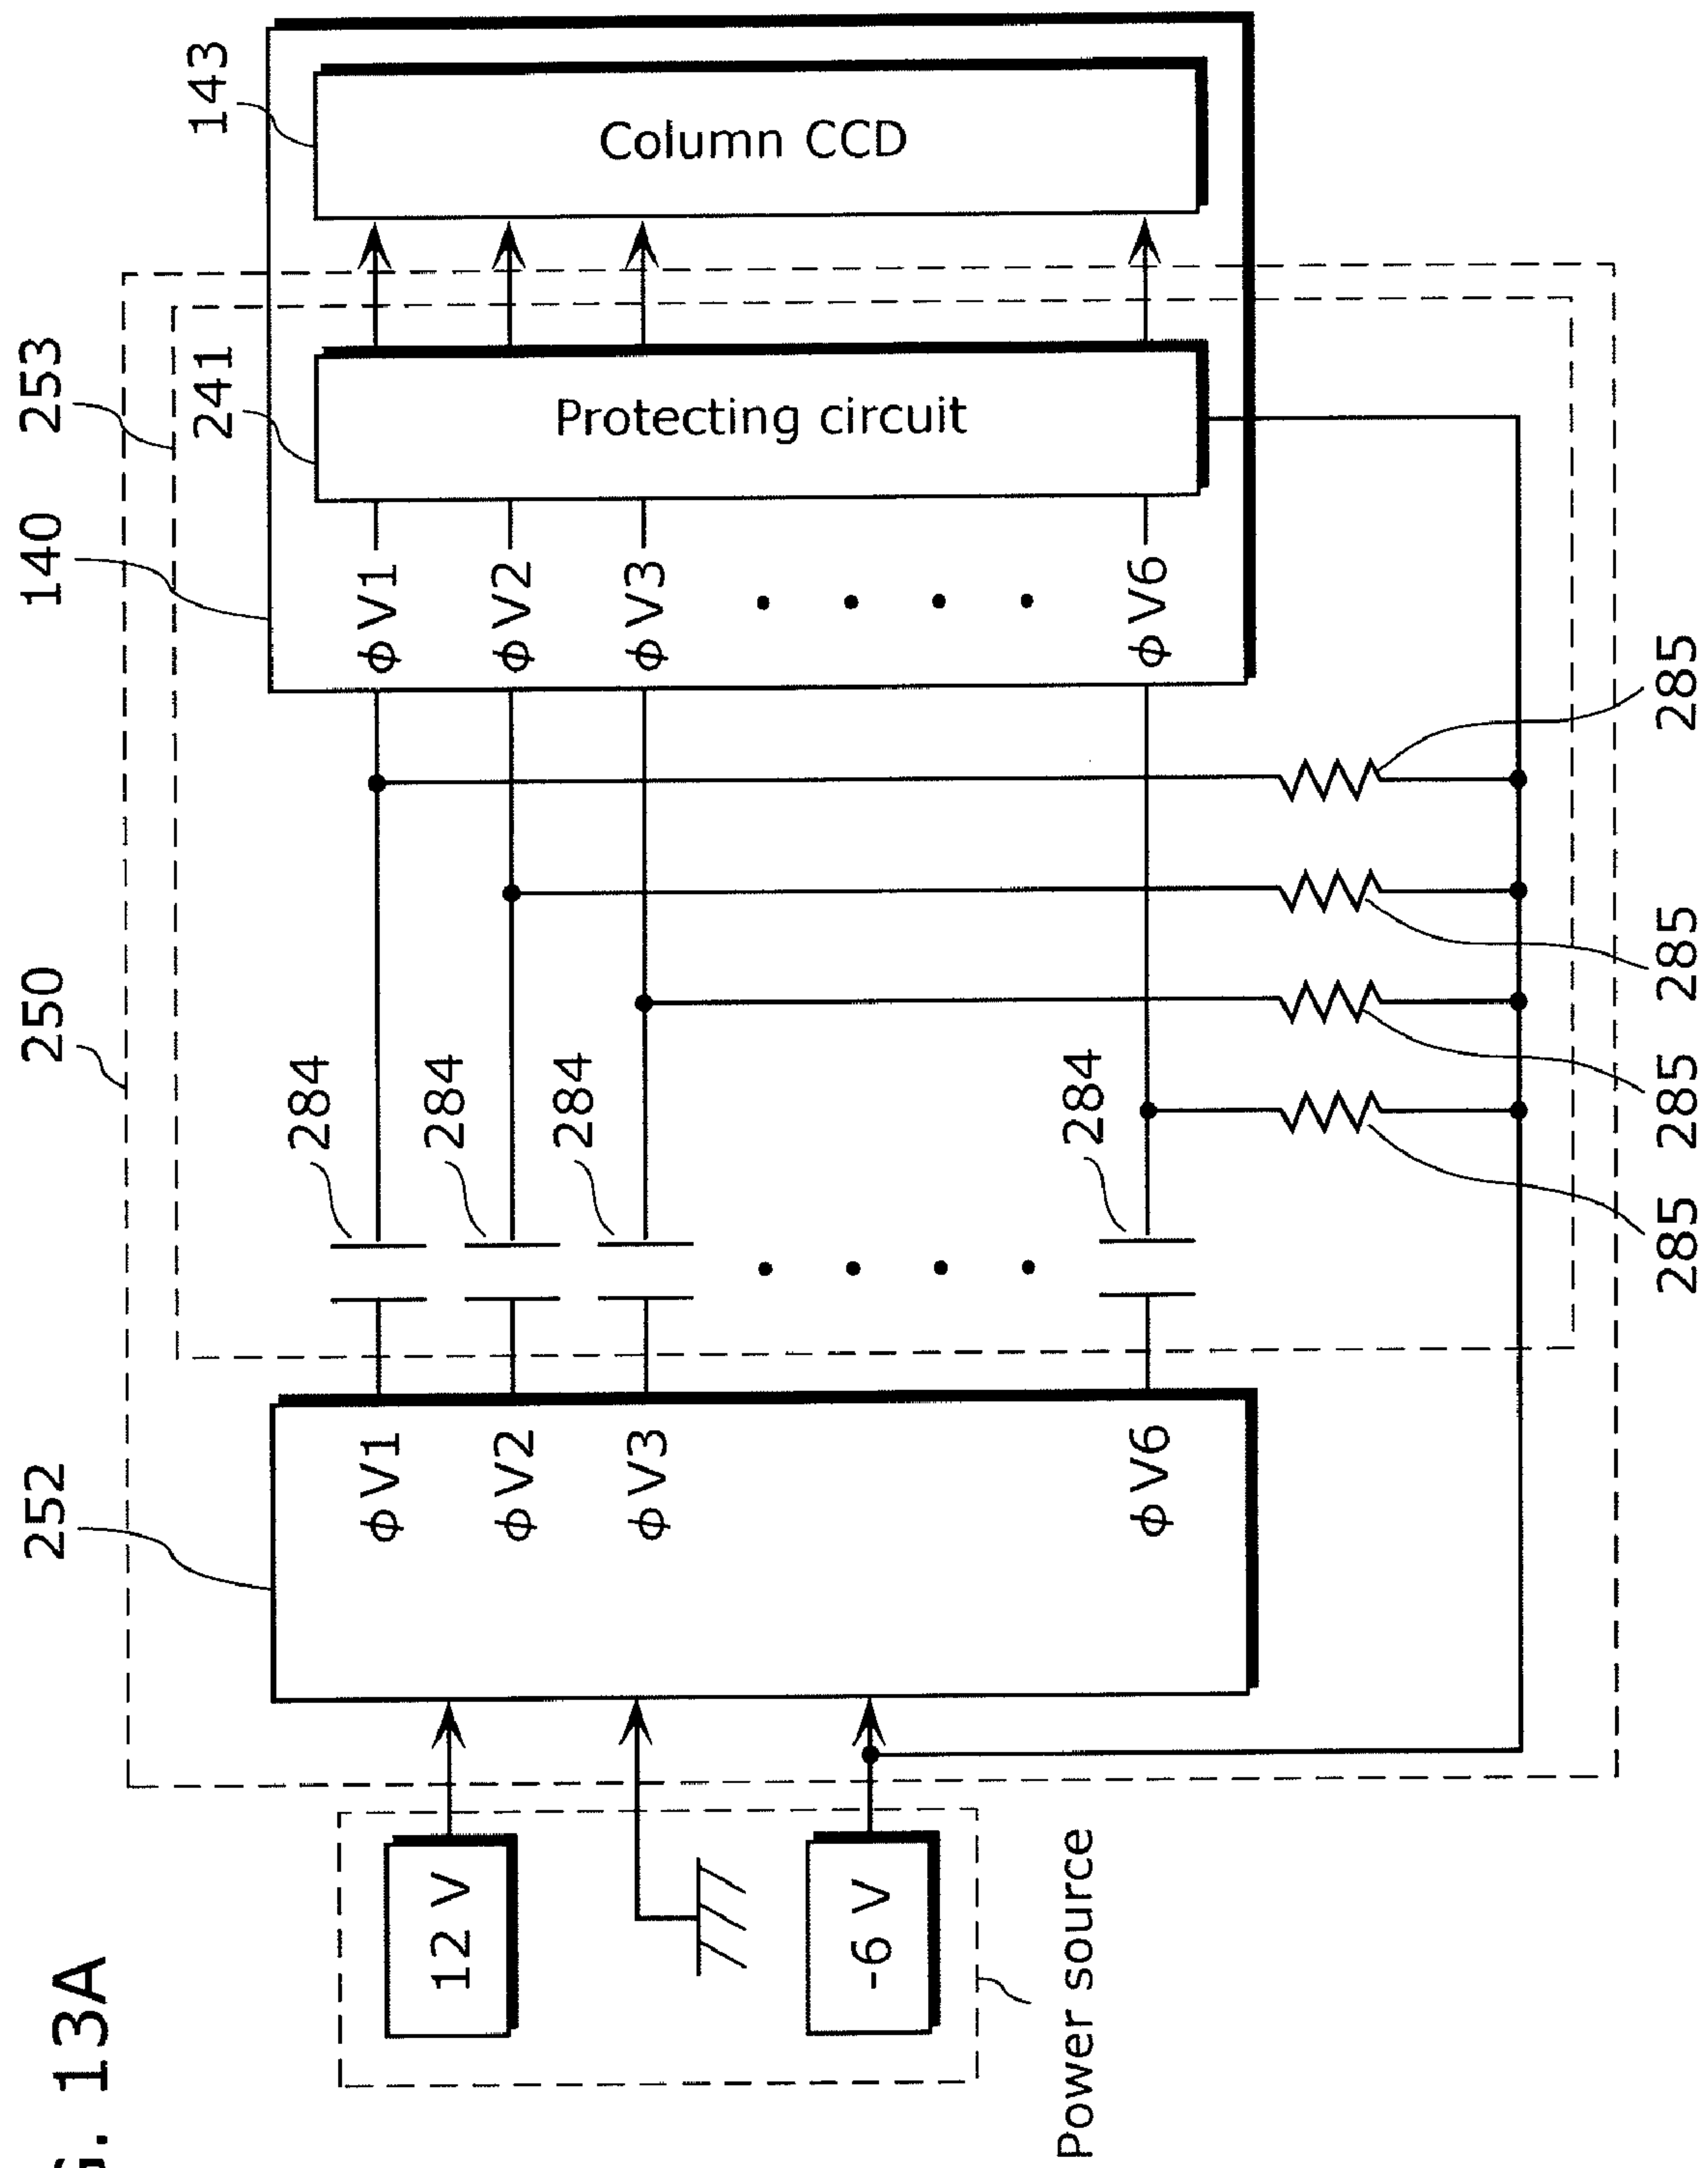 G. 13A
250
253
252
140
241
143
12 V
-6 V
Power source
φV1
φV2
φV3
φV6
284
284
284
284
φV1
φV2
φV3
φV6
Protecting circuit
Column CCD
285
285
285
285